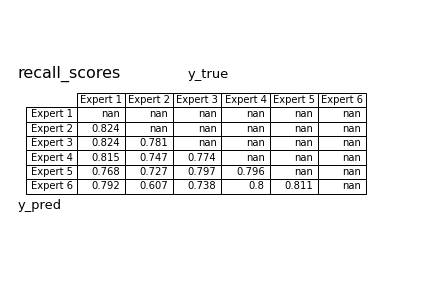 recall_scores y_true
Expert 1 Expert 2 Expert 3 Expert 4 Expert 5 Expert 6
Expert 1 nan nan nan nan nan nan
Expert 2 0.824 nan nan nan nan nan
Expert 3 0.824 0.781 nan nan nan nan
Expert 4 0.815 0.747 0.774 nan nan nan
Expert 5 0.768 0.727 0.797 0.796 nan nan
Expert 6 0.792 0.607 0.738 0.8 0.811 nan
y_pred